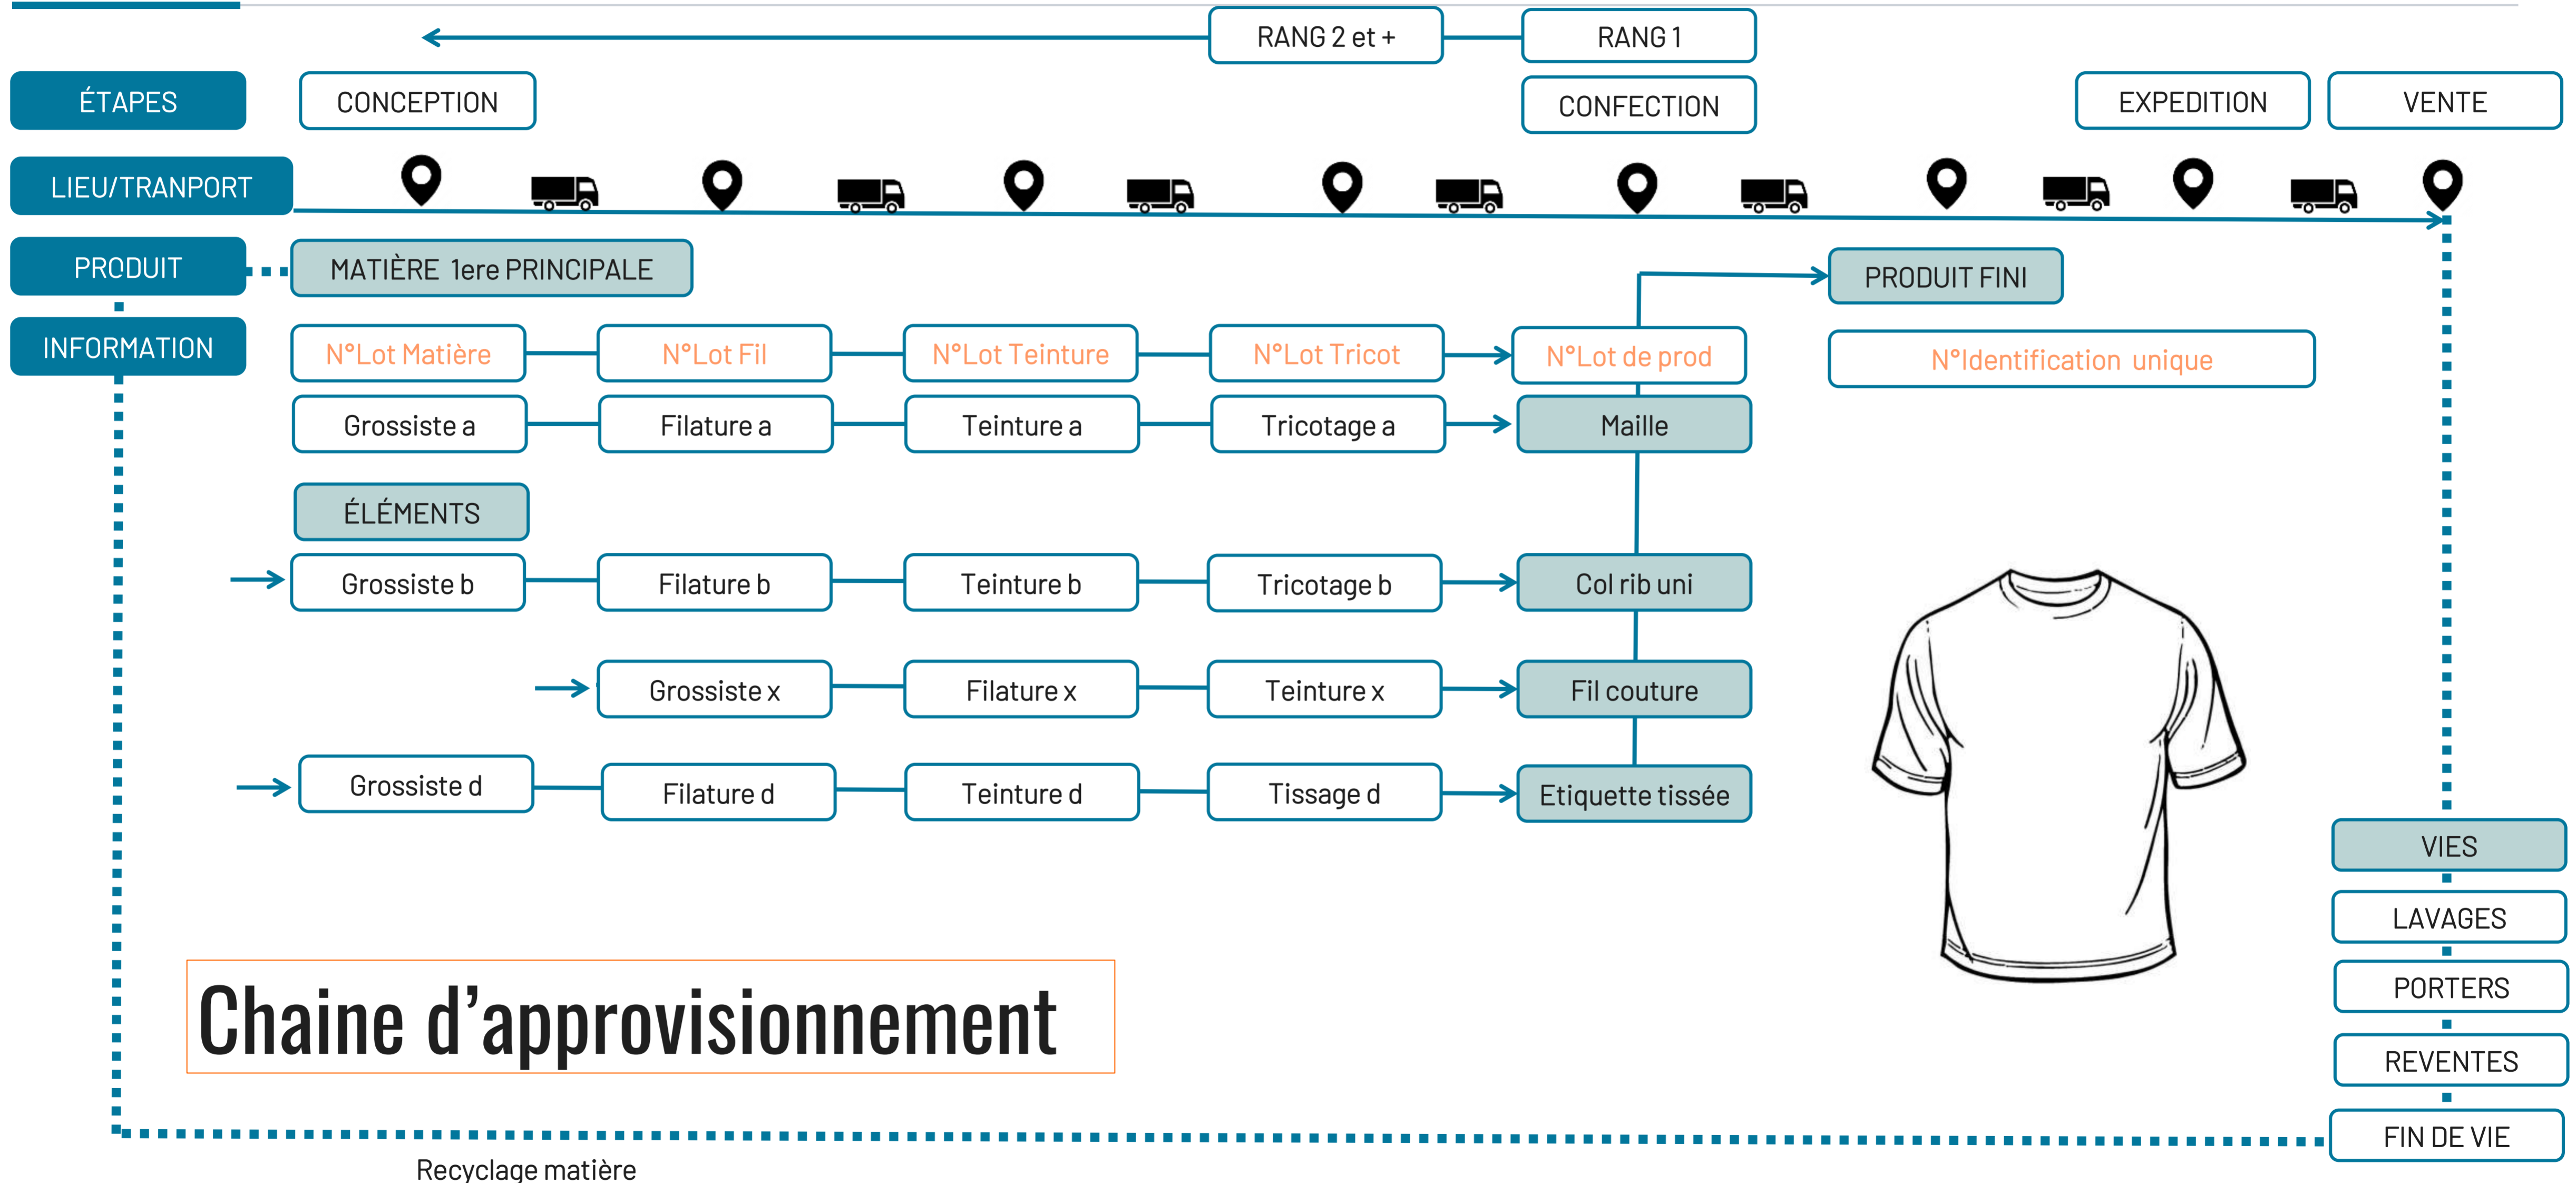 RANG 2 et +
RANG 1
ÉTAPES
CONCEPTION
CONFECTION
EXPEDITION
VENTE
LIEU/TRANPORT
PRODUIT
MATIÈRE 1ere PRINCIPALE
PRODUIT FINI
INFORMATION
N°Lot Matière
N°Lot Fil
N°Lot Teinture
N°Lot Tricot
N°Lot de prod
N°Identification unique
Grossiste a
Filature a
Teinture a
Tricotage a
Maille
ÉLÉMENTS
Grossiste b
Filature b
Teinture b
Tricotage b
Col rib uni
Grossiste x
Filature x
Teinture x
Fil couture
Grossiste d
Filature d
Teinture d
Tissage d
Etiquette tissée
VIES
LAVAGES
PORTERS
REVENTES
FIN DE VIE
Chaine d’approvisionnement
Recyclage matière